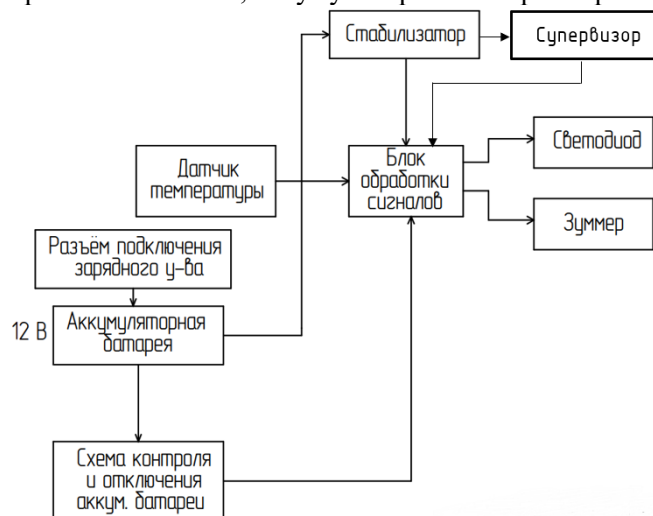 Стабилизатор
Супервизор
Датчик
температуры
Блок
обработки
сигналов
Светодиод
Зуммер
Разъём подключения
зарядного у-ва
12 В
Аккумуляторная
батарея
Схема контроля
и отключения
аккум. батареи